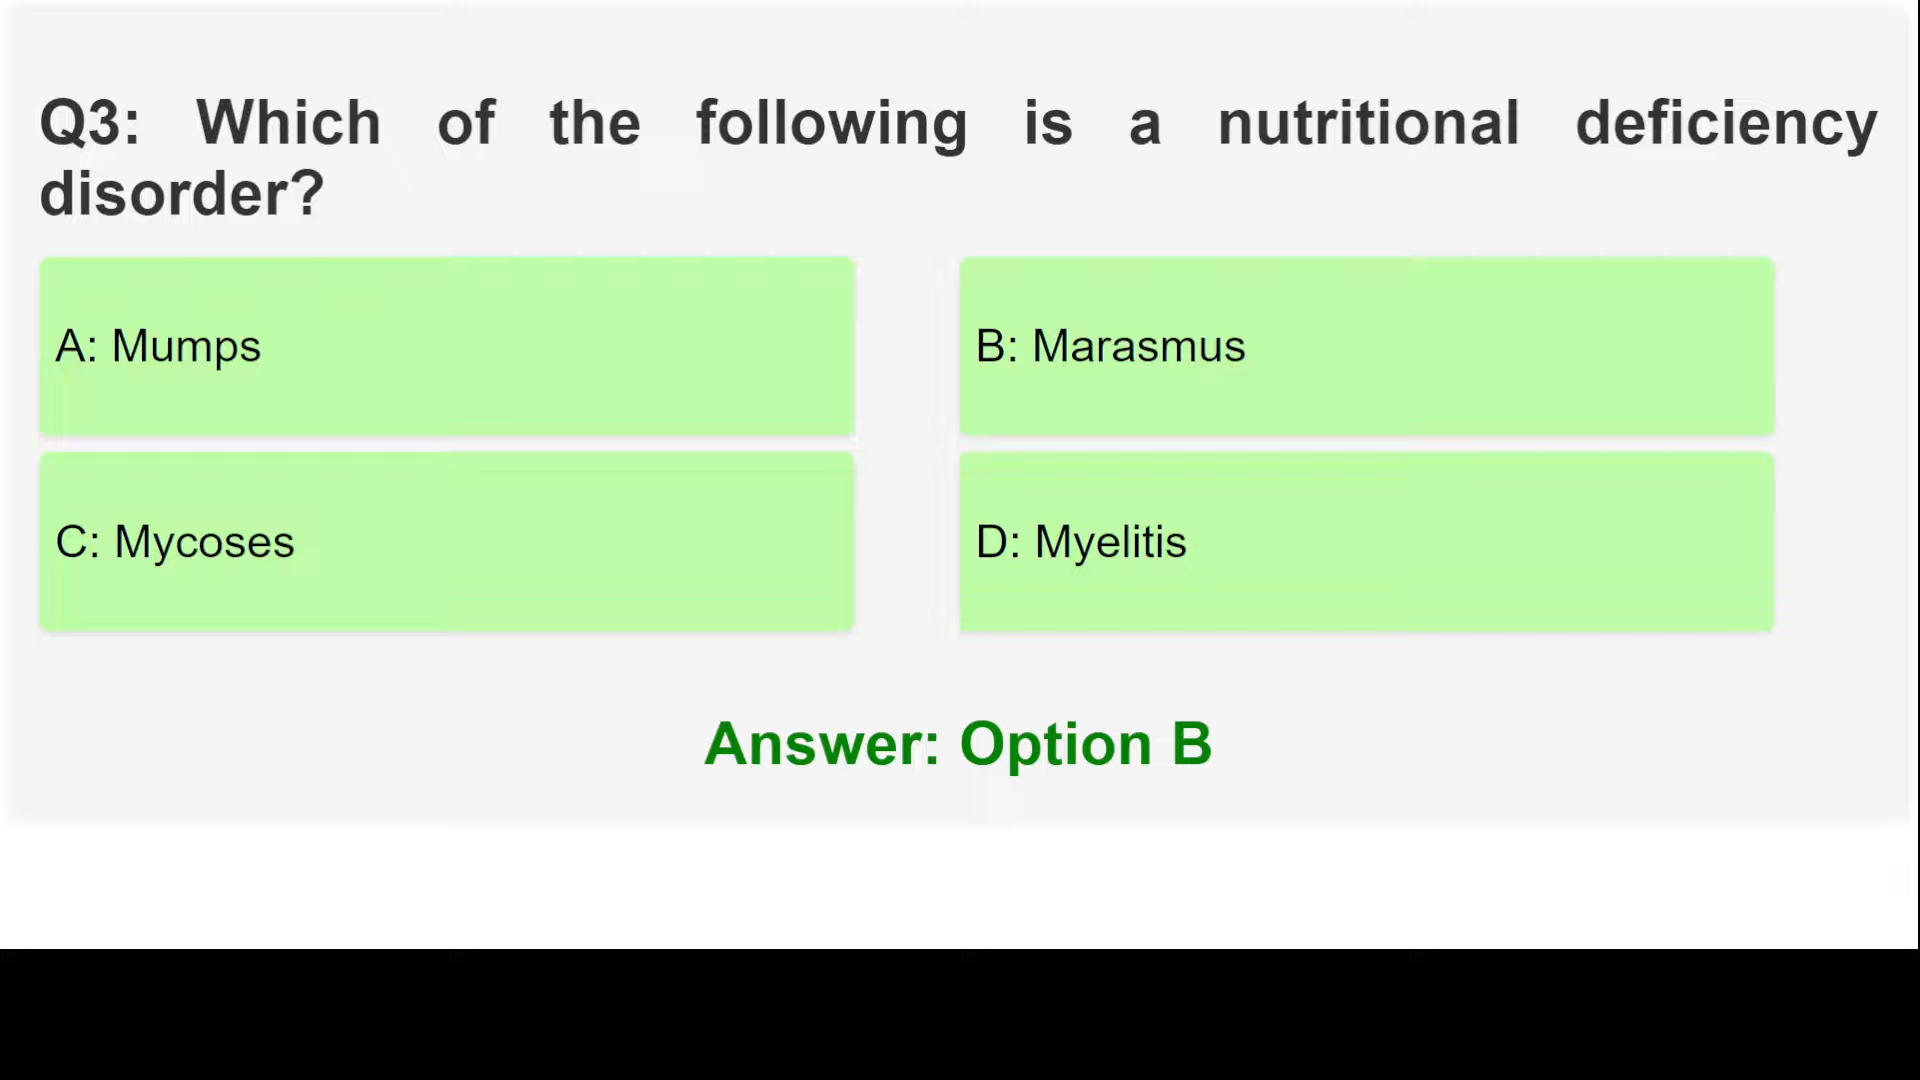 Q3: Which of the following is a nutritional deficiency
disorder?
A: Mumps
B: Marasmus
C: Mycoses
D: Myelitis
Answer: Option B